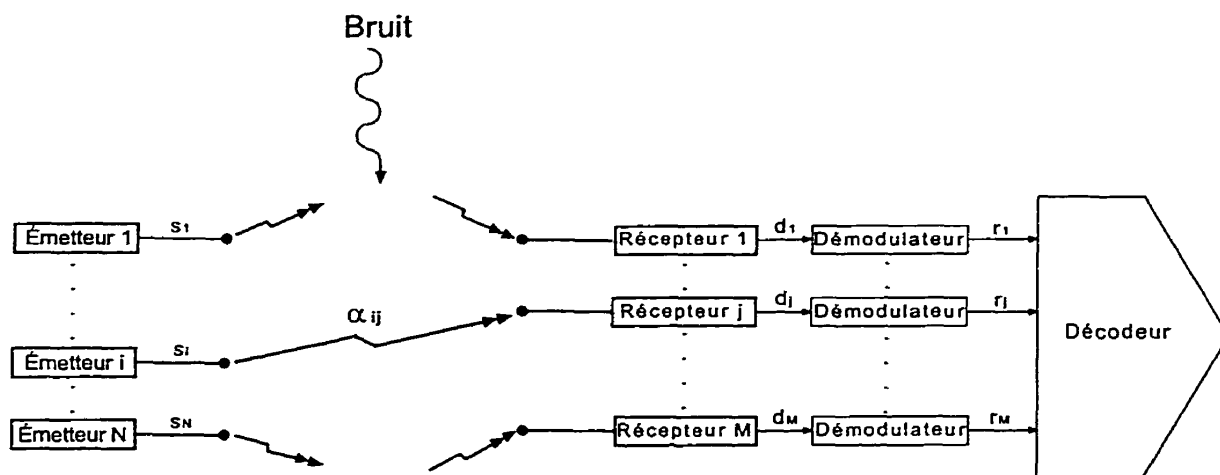 Bruit
Émetteur 1 s₁ Récepteur 1 d₁ Démodulateur r₁
αij Récepteur j dj Démodulateur rj
Décodeur
Émetteur i si
Émetteur N sN Récepteur M dM Démodulateur rM